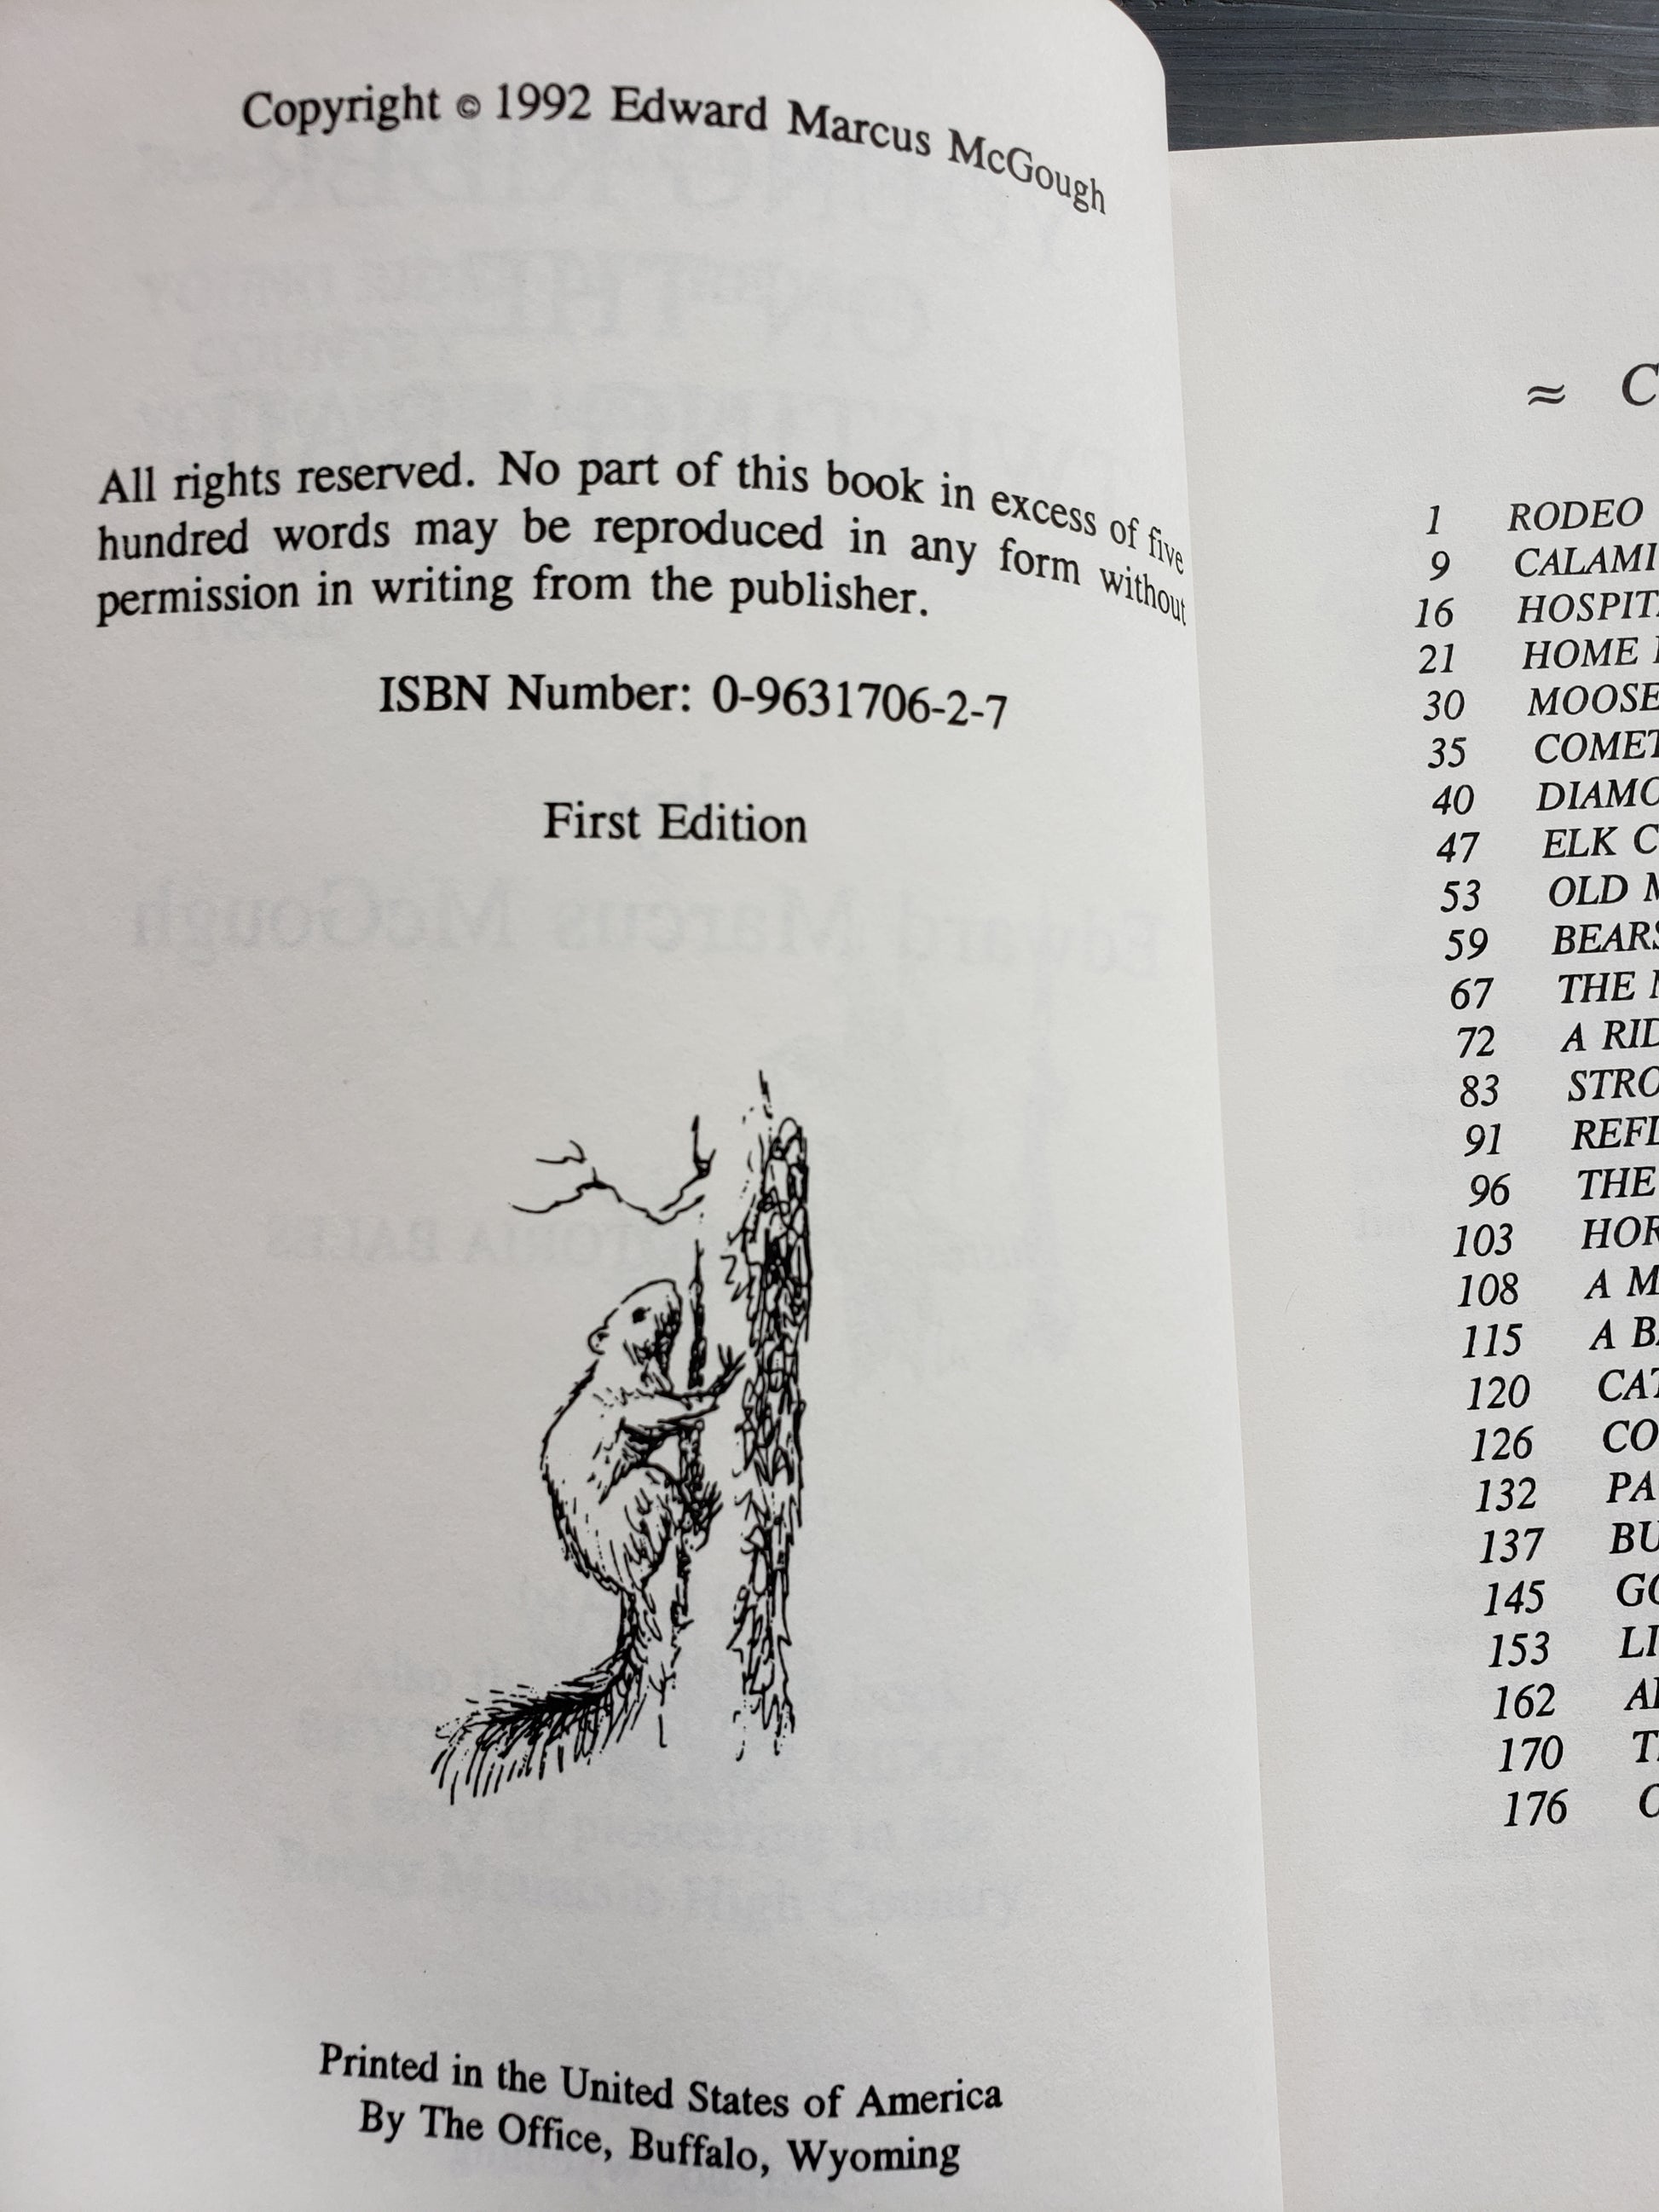 Copyright © 1992 Edward Marcus McGough
All rights reserved. No part of this book in excess of five
hundred words may be reproduced in any form without
permission in writing from the publisher.
ISBN Number: 0-9631706-2-7
First Edition
Printed in the United States of America
By The Office, Buffalo, Wyoming
≈ C
1 RODEO
9 CALAMI
16 HOSPIT
21 HOME
30 MOOSE
35 COMET
40 DIAMO
47 ELK C
53 OLD M
59 BEARS
67 THE
72 A RID
83 STRO
91 REFL
96 THE
103 HOR
108 A M
115 A B
120 CAT
126 CO
132 PA
137 BU
145 GO
153 LI
162 A
170 T
176